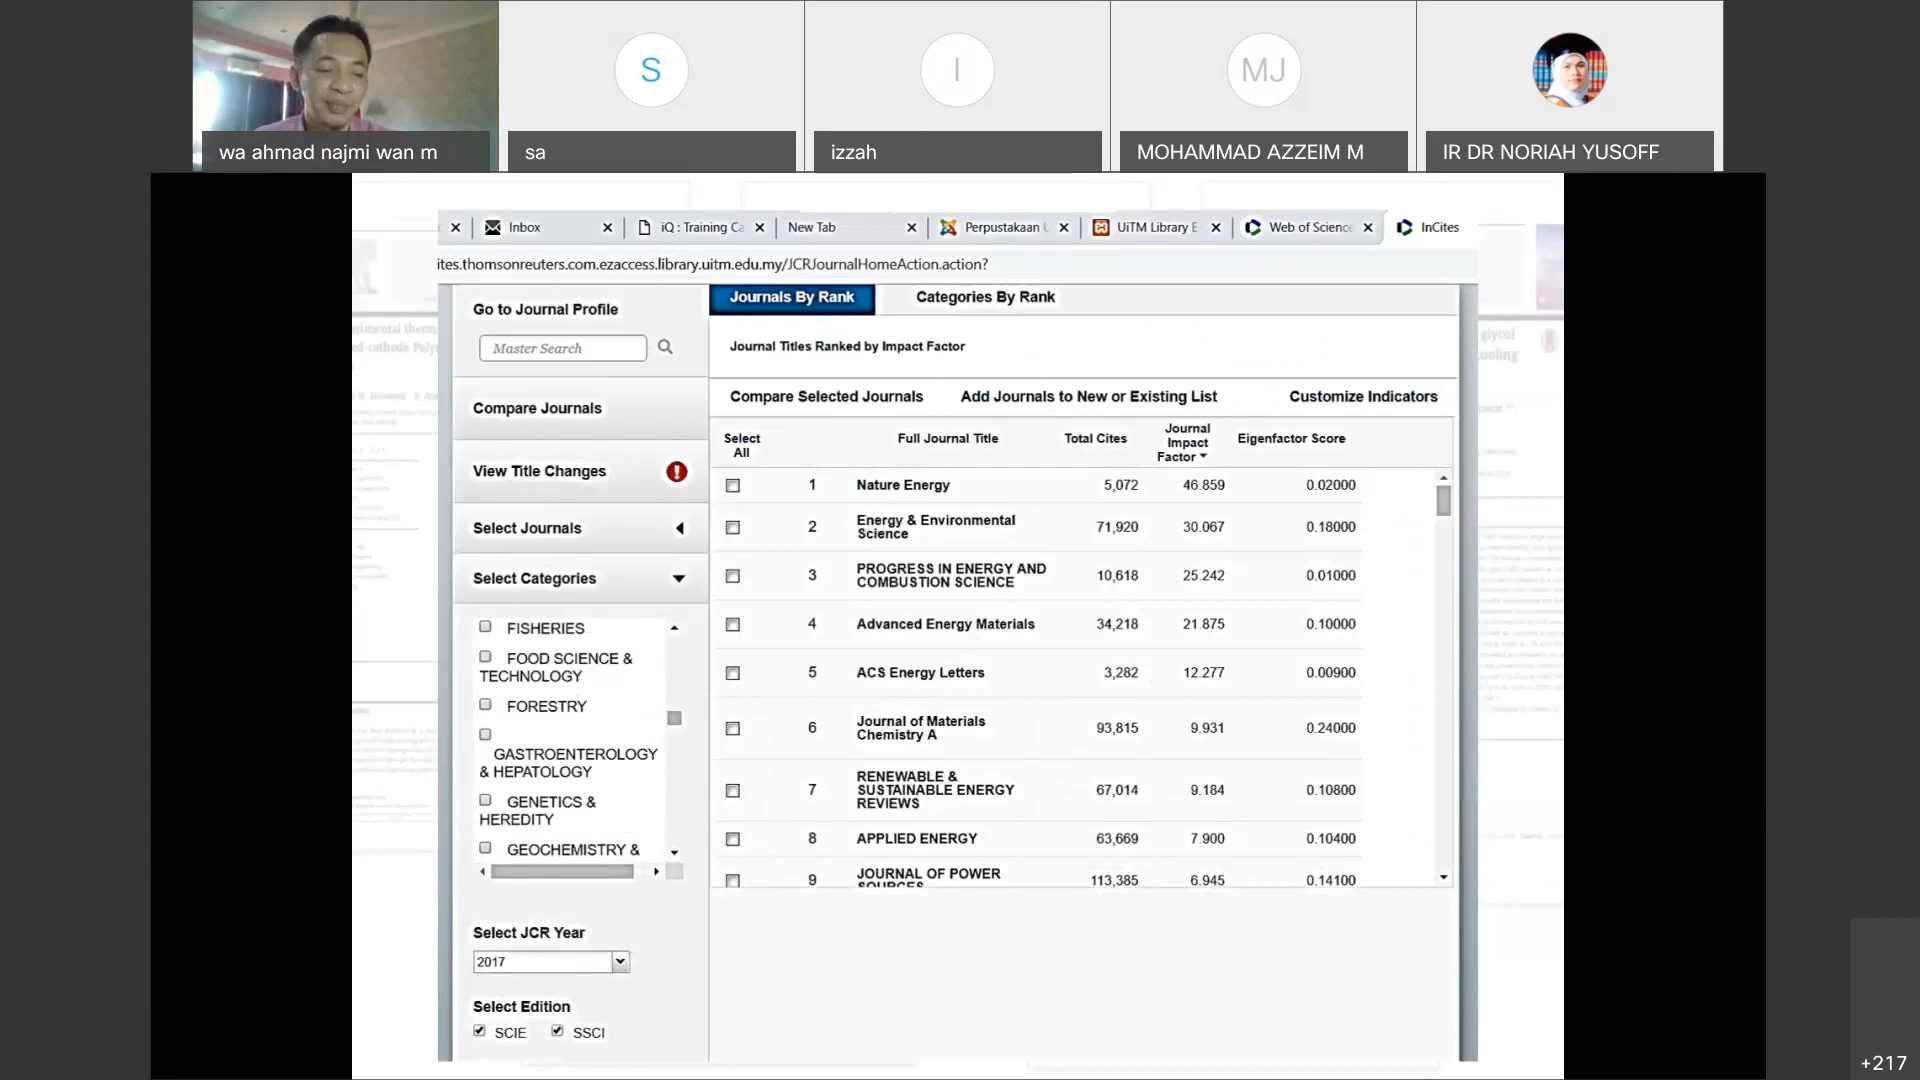 S
I
MJ
wa ahmad najmi wan m
sa
izzah
MOHAMMAD AZZEIM M
IR DR NORIAH YUSOFF
Inbox
iQ : Training Ca
New Tab
Perpustakaan U
UiTM Library E
Web of Science
InCites
ites.thomsonreuters.com.ezaccess.library.uitm.edu.my/JCRJournalHomeAction.action?
Go to Journal Profile
Master Search
Compare Journals
View Title Changes
Select Journals
Select Categories
FISHERIES
FOOD SCIENCE &
TECHNOLOGY
FORESTRY
GASTROENTEROLOGY
& HEPATOLOGY
GENETICS &
HEREDITY
GEOCHEMISTRY &
Select JCR Year
2017
Select Edition
SCIE SSCI
Journals By Rank Categories By Rank
Journal Titles Ranked by Impact Factor
Compare Selected Journals Add Journals to New or Existing List Customize Indicators
Select
All
Full Journal Title
Total Cites
Journal
Impact
Factor
Eigenfactor Score
1 Nature Energy 5,072 46.859 0.02000
2 Energy & Environmental
Science 71,920 30.067 0.18000
3 PROGRESS IN ENERGY AND
COMBUSTION SCIENCE 10,618 25.242 0.01000
4 Advanced Energy Materials 34,218 21.875 0.10000
5 ACS Energy Letters 3,282 12.277 0.00900
6 Journal of Materials
Chemistry A 93,815 9.931 0.24000
7 RENEWABLE &
SUSTAINABLE ENERGY
REVIEWS 67,014 9.184 0.10800
8 APPLIED ENERGY 63,669 7.900 0.10400
9 JOURNAL OF POWER
SOURCES 113,385 6.945 0.14100
glycol
cooling
+217